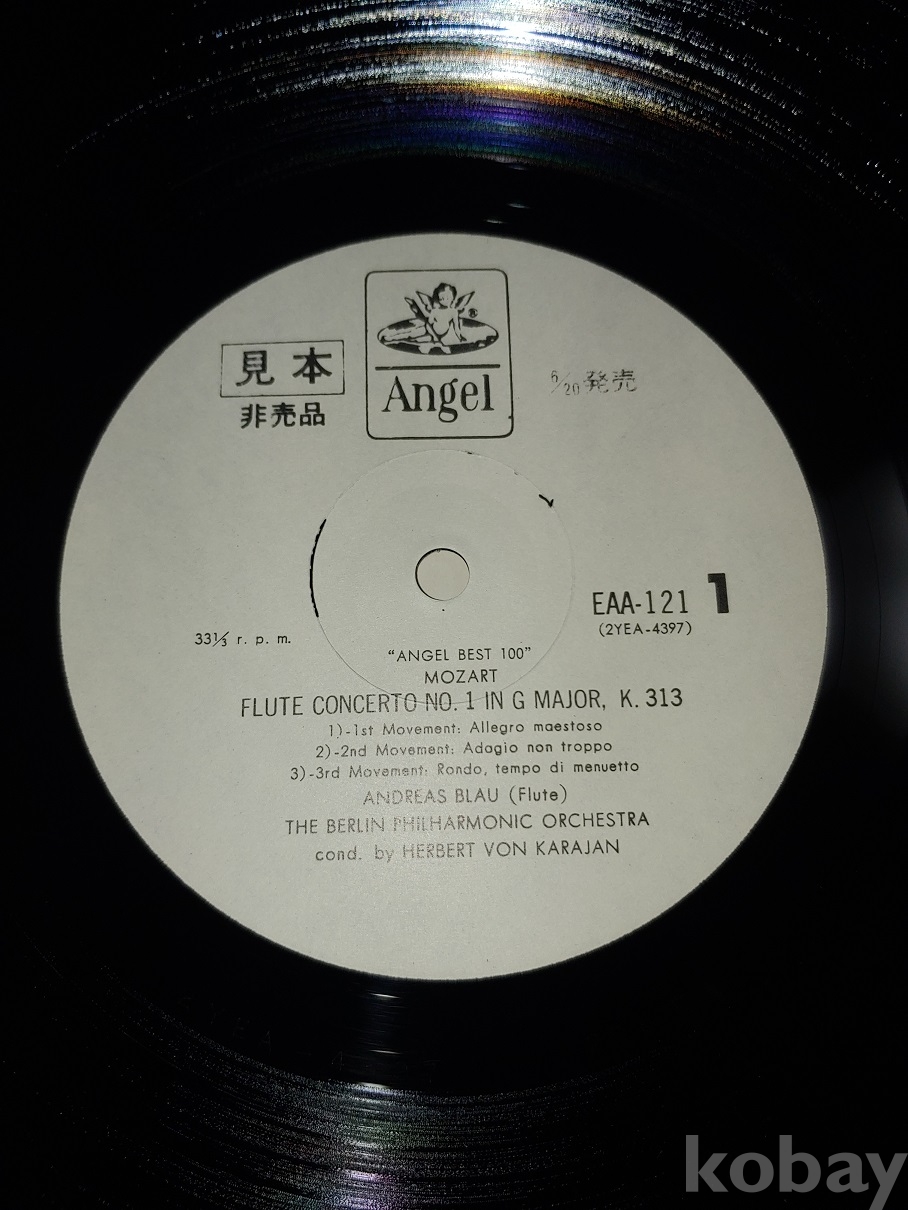 Angel
®
見本
非売品
6/20 発売
EAA-121 1
(2YEA-4397)
33⅓ r. p. m.
"ANGEL BEST 100"
MOZART
FLUTE CONCERTO NO. 1 IN G MAJOR, K. 313
1)-1st Movement: Allegro maestoso
2)-2nd Movement: Adagio non troppo
3)-3rd Movement: Rondo, tempo di menuetto
ANDREAS BLAU (Flute)
THE BERLIN PHILHARMONIC ORCHESTRA
cond. by HERBERT VON KARAJAN
kobay